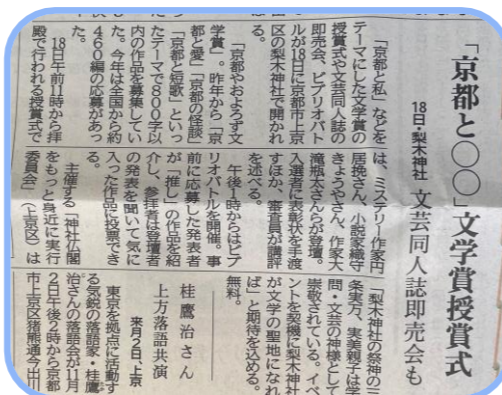 「京都と〇〇」文学賞授賞式
18日・梨木神社 文芸同人誌即売会も
「京都と私」などを
テーマにした文学賞の
授賞式や文芸同人誌の
即売会、ビブリオバト
ルが18日に京都市上京
区の梨木神社で開かれ
る。
「京都やおよろず文
学賞」。昨年から「京
都と愛」「京都の怪談」
「京都と短歌」といっ
たテーマで800字以
内の作品を募集してい
た。今年は全国から約
460編の応募があっ
た。
18日午前11時から拝
殿で行われる授賞式で
は、ミステリー作家円
居挽さん、小説家織守
きょうやさん、作家大
滝瓶太さんらが登壇。
入選者に表彰状を手渡
すほか、審査員が講評
を述べる。
午後1時からはビブ
リオバトルを開催。事
前に応募した発表者
が「推し」の作品を紹
介し、参拝者は登壇者
の発表を聞いて気に
入った作品に投票でき
る。
主催する「神社仏閣
をもっと身近に実行
委員会」(上京区)は
「梨木神社の祭神の三
条実万、実美親子は学
問・文芸の神様として
崇敬されている。イベ
ントを契機に梨木神社
が文学の聖地になれ
ば」と期待を込める。
無料。
桂鷹治さん
上方落語共演
来月2日、上京
東京を拠点に活動す
る気鋭の落語家・桂鷹
治さんの落語会が11月
2日午後2時から京都
市上京区猪熊通今出川